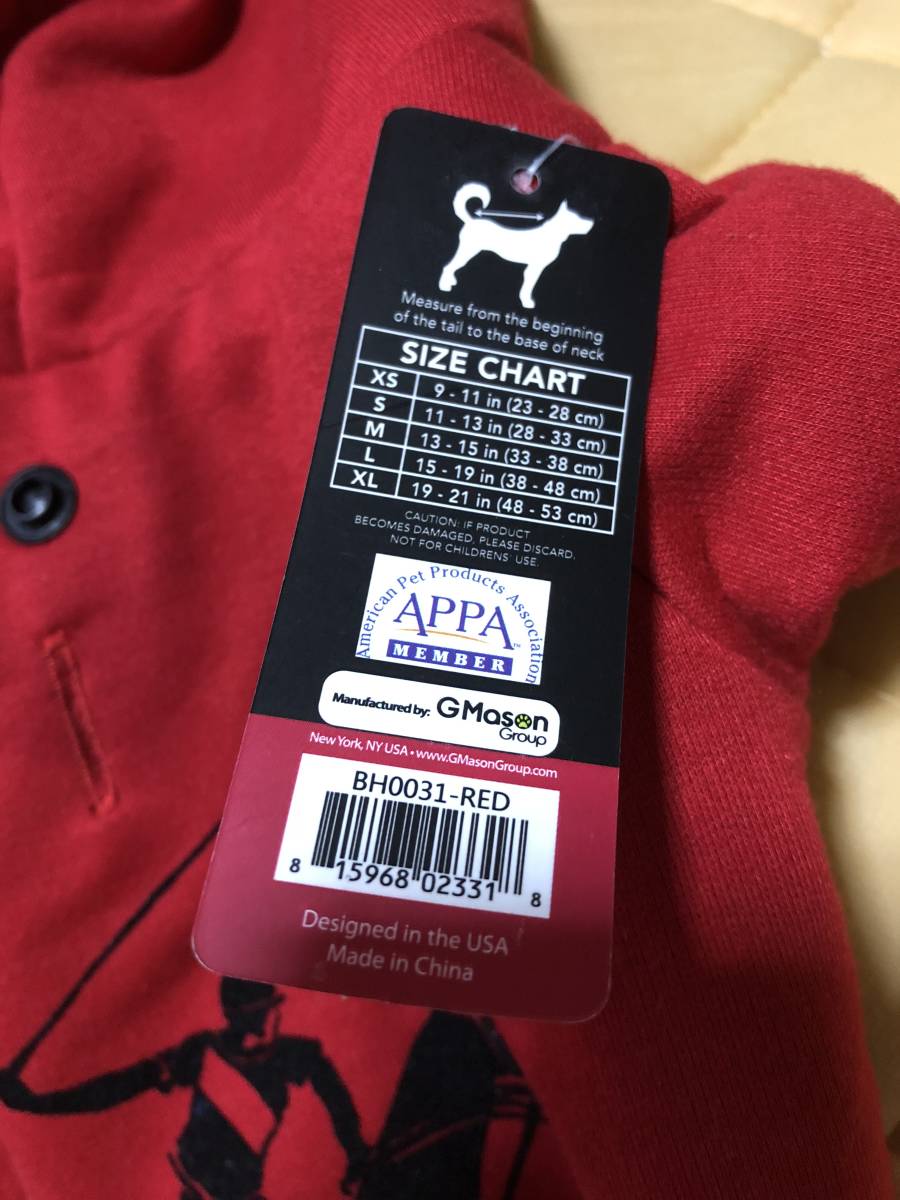 Measure from the beginning
of the tail to the base of neck
SIZE CHART
XS 9 - 11 in (23 - 28 cm)
S 11 - 13 in (28 - 33 cm)
M 13 - 15 in (33 - 38 cm)
L 15 - 19 in (38 - 48 cm)
XL 19 - 21 in (48 - 53 cm)
CAUTION: IF PRODUCT
BECOMES DAMAGED, PLEASE DISCARD,
NOT FOR CHILDRENS' USE.
American Pet Products Association
APPA™
MEMBER
Manufactured by: GMason
Group
New York, NY USA • www.GMasonGroup.com
BH0031-RED
8 15968 02331 8
Designed in the USA
Made in China